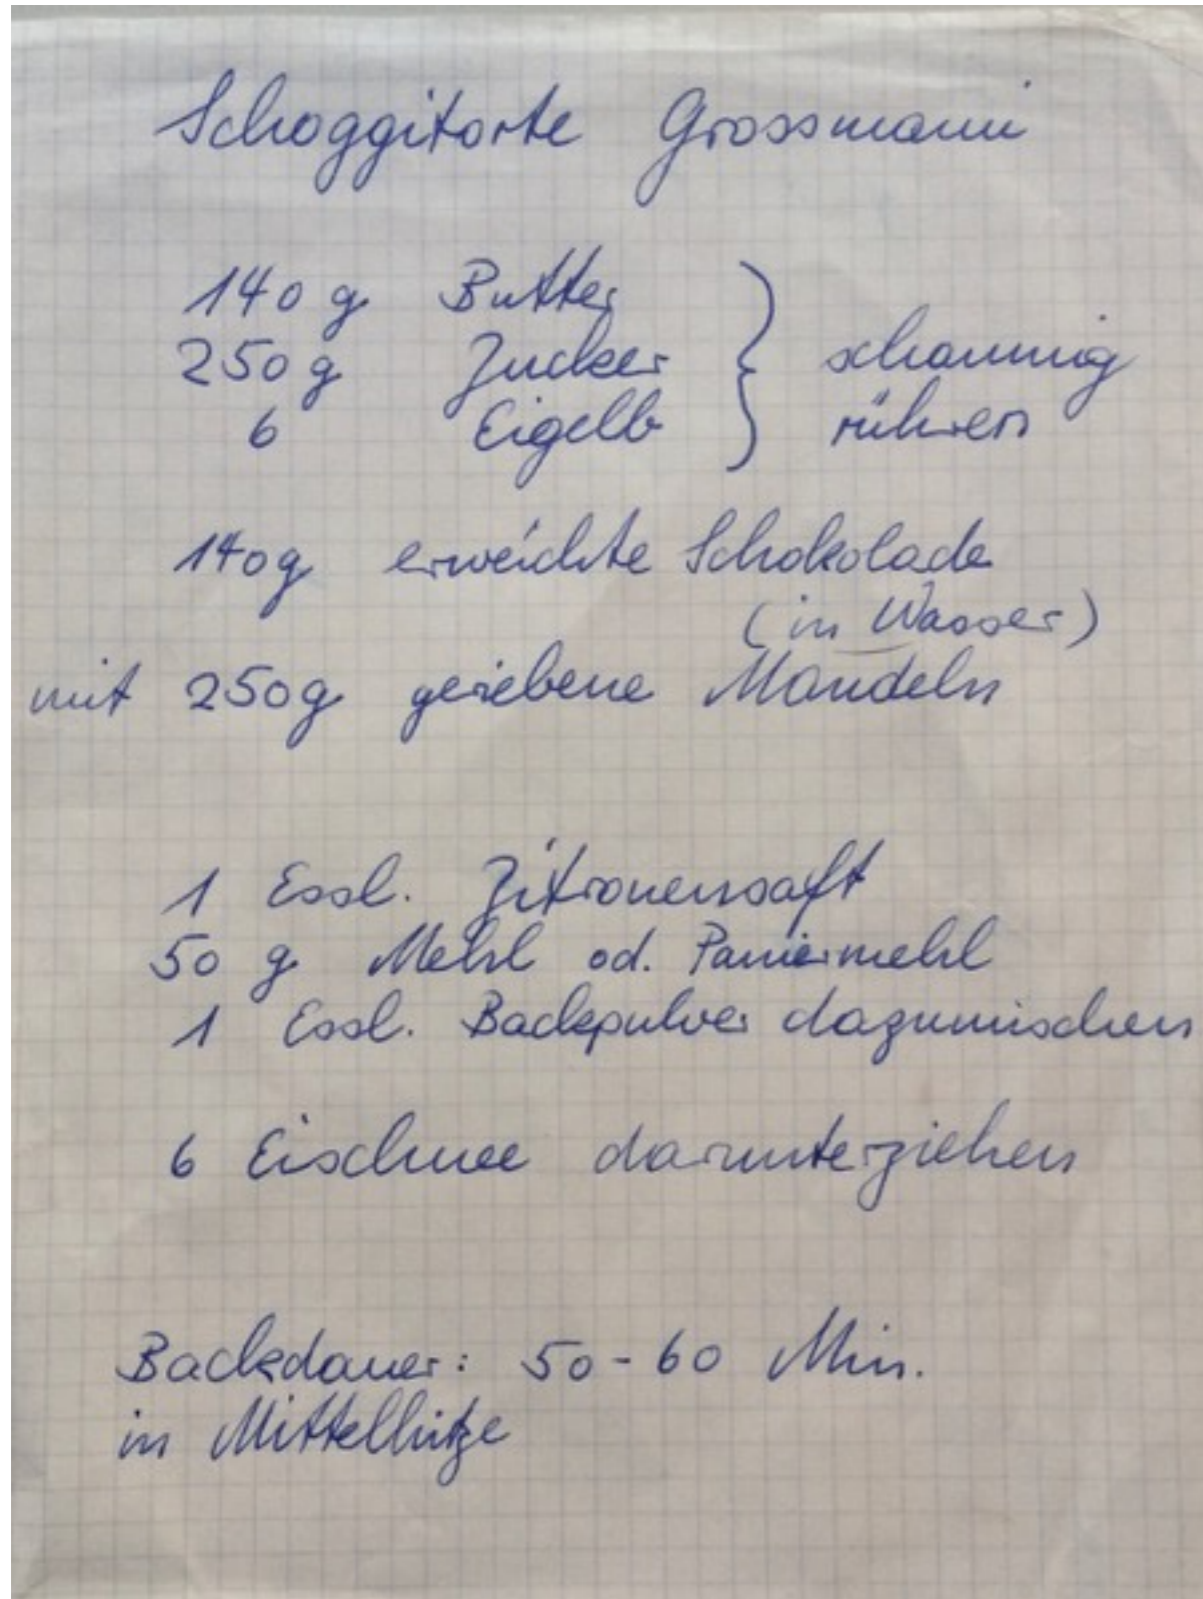 Schoggitorte Grossmann
140 g Butter
250 g Zucker } schaumig
6 Eigelb rühren
140 g erweichte Schokolade
(in Wasser)
mit 250 g geriebene Mandeln
1 Essl. Zitronensaft
50 g Mehl od. Paniermehl
1 Essl. Backpulver dazumischen
6 Eischnee darunterziehen
Backdauer: 50-60 Min.
in Mittelhitze